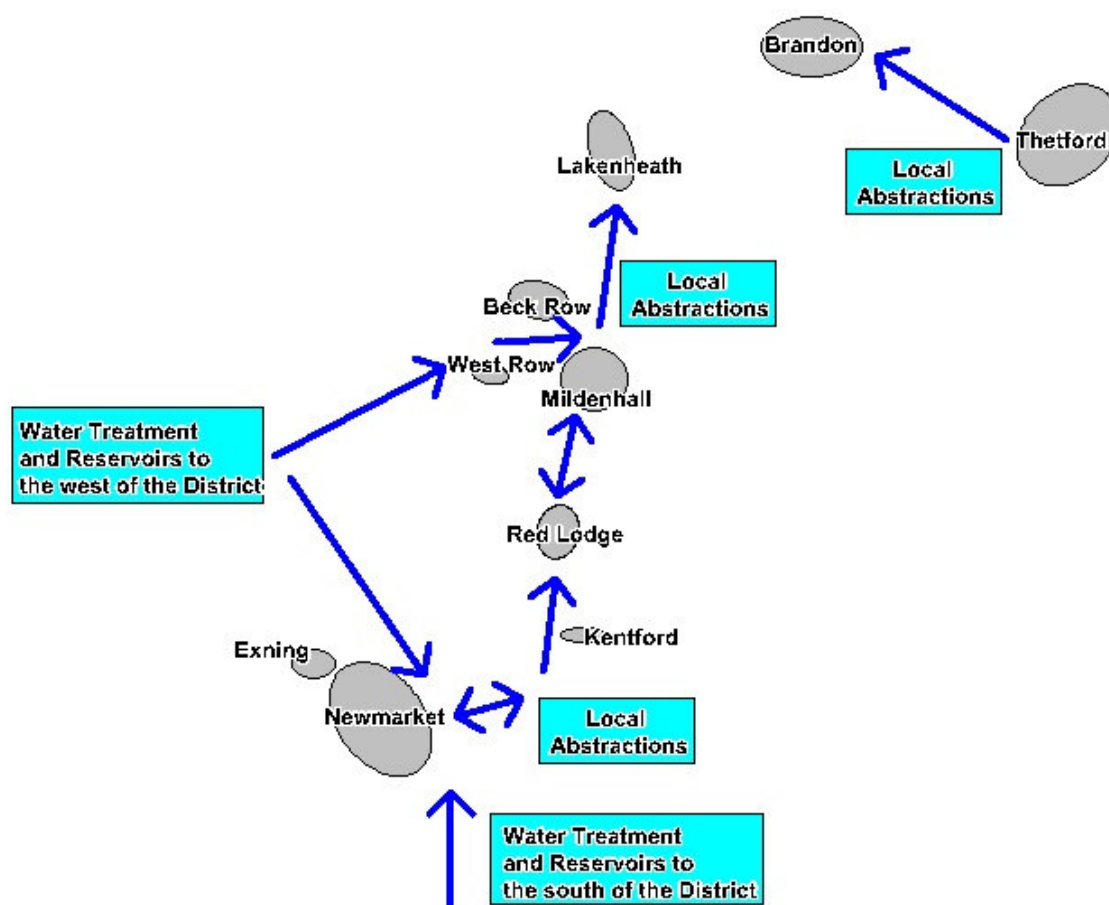 Brandon
Thetford
Local
Abstractions
Lakenheath
Local
Abstractions
Beck Row
West Row
Mildenhall
Water Treatment
and Reservoirs to
the west of the District
Red Lodge
Kentford
Exning
Newmarket
Local
Abstractions
Water Treatment
and Reservoirs to
the south of the District